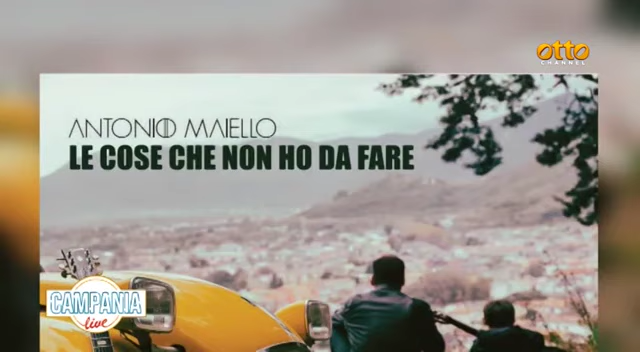 otto
CHANNEL
ANTONIO MAIELLO
LE COSE CHE NON HO DA FARE
CAMPANIA
live